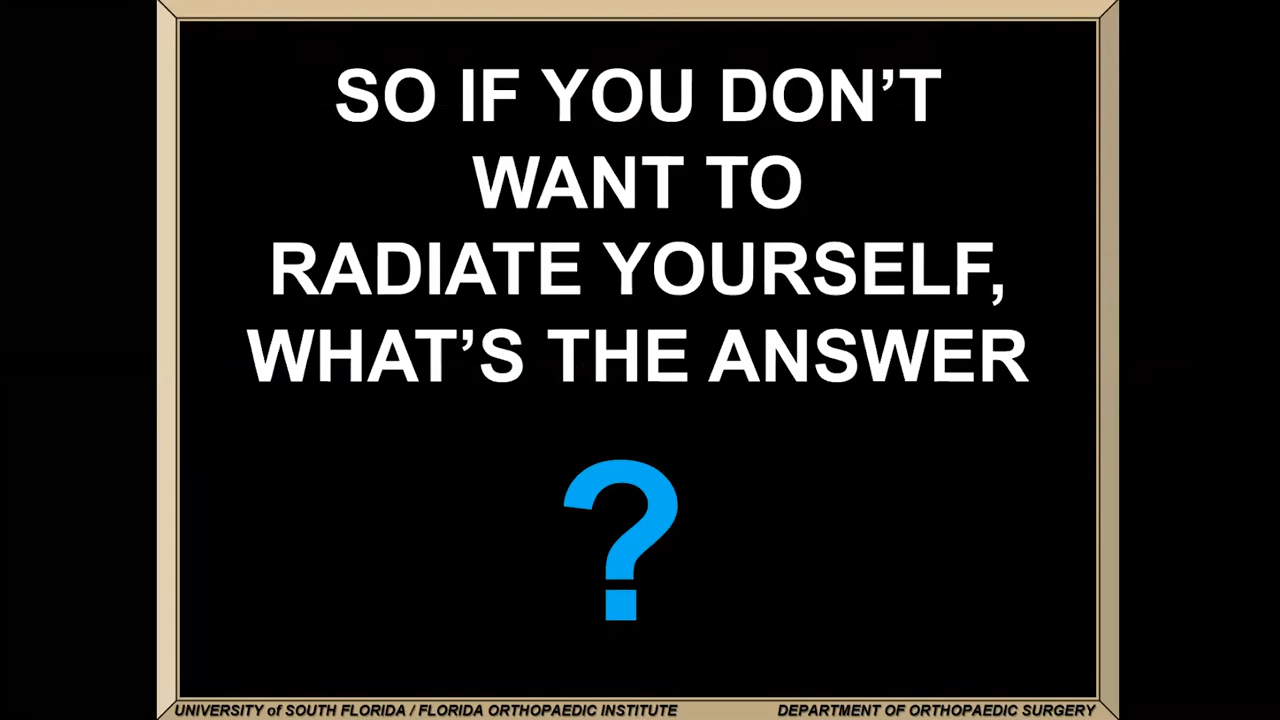 SO IF YOU DON'T
WANT TO
RADIATE YOURSELF,
WHAT'S THE ANSWER
?
UNIVERSITY of SOUTH FLORIDA / FLORIDA ORTHOPAEDIC INSTITUTE
DEPARTMENT OF ORTHOPAEDIC SURGERY